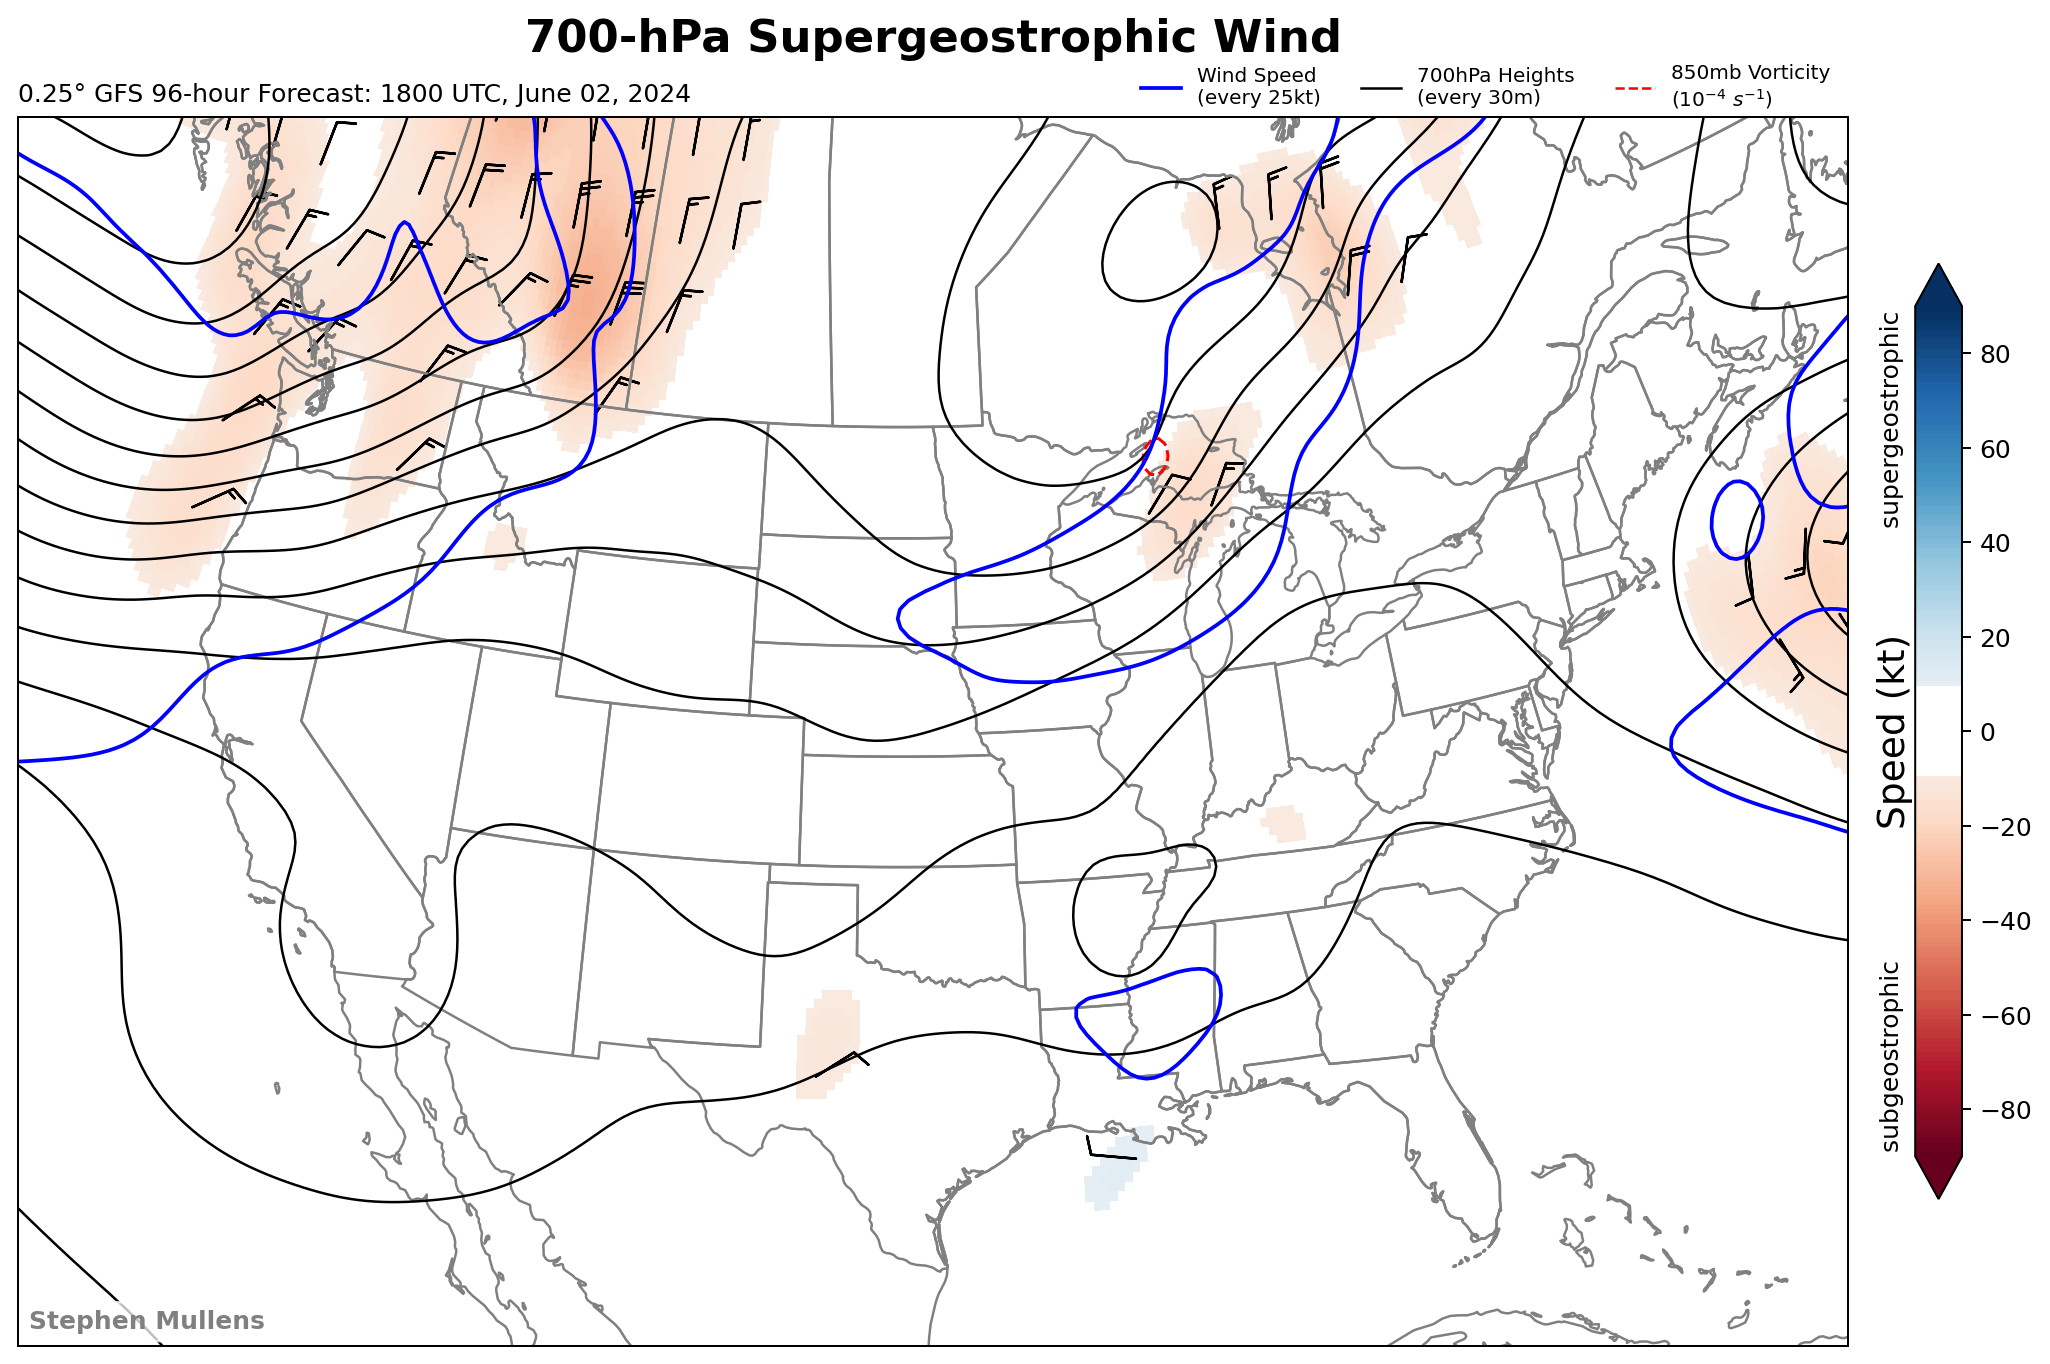 700-hPa Supergeostrophic Wind
0.25° GFS 96-hour Forecast: 1800 UTC, June 02, 2024
Wind Speed
(every 25kt)
700hPa Heights
(every 30m)
850mb Vorticity
(10⁻⁴ s⁻¹)
supergeostrophic
Speed (kt)
subgeostrophic
80
60
40
20
0
−20
−40
−60
−80
Stephen Mullens